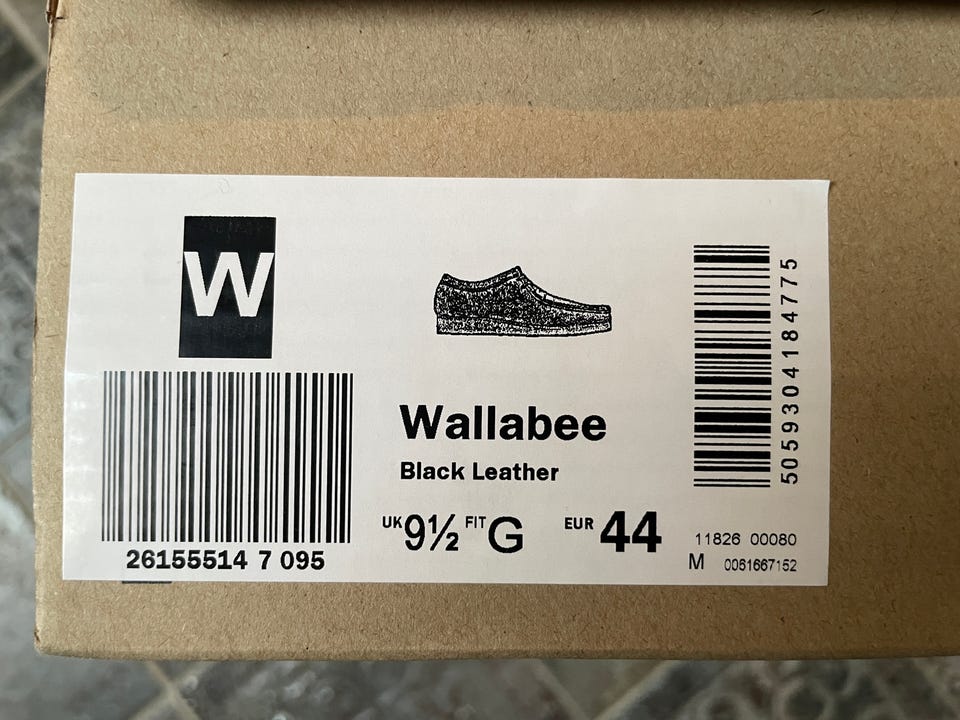 W
26155514 7 095
Wallabee
Black Leather
UK 9½ FIT G EUR 44
5059304184775
11826 00080
M 0061667152